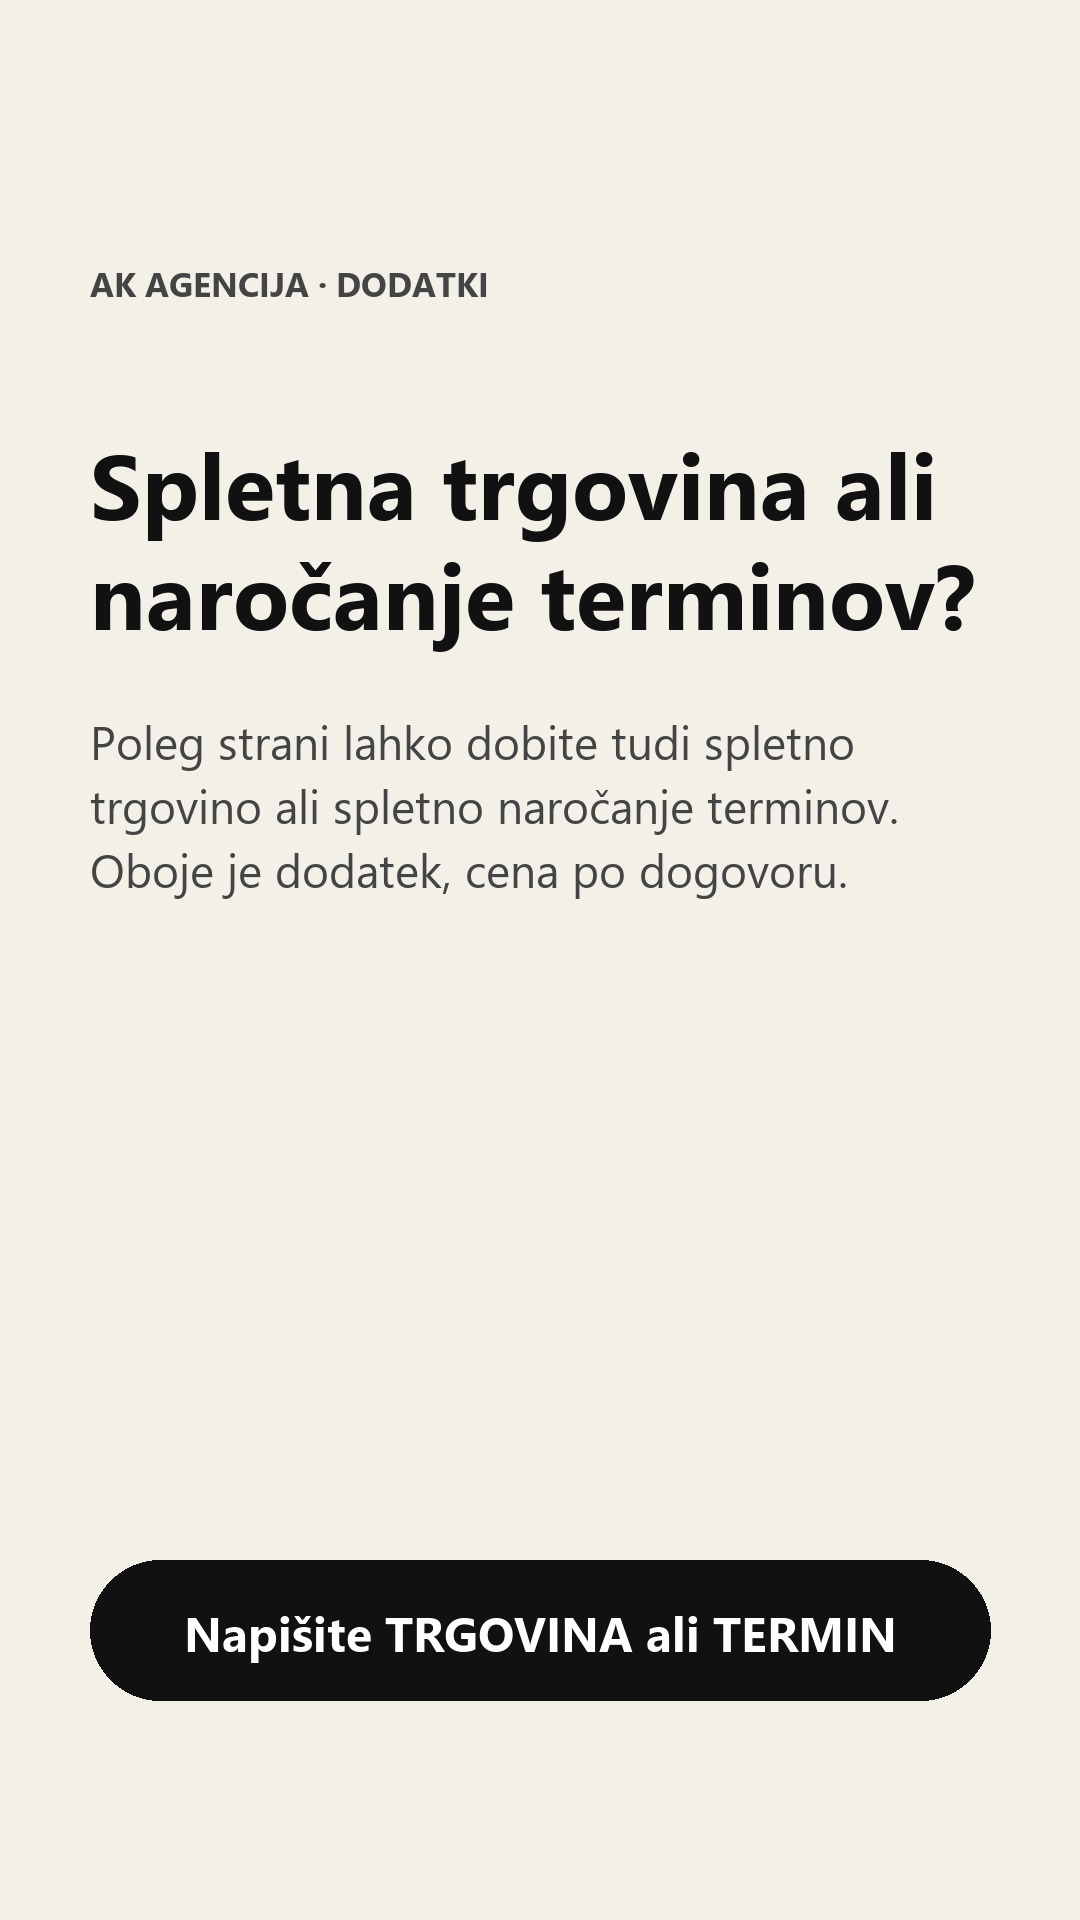 AK AGENCIJA · DODATKI
Spletna trgovina ali
naročanje terminov?
Poleg strani lahko dobite tudi spletno
trgovino ali spletno naročanje terminov.
Oboje je dodatek, cena po dogovoru.
Napišite TRGOVINA ali TERMIN